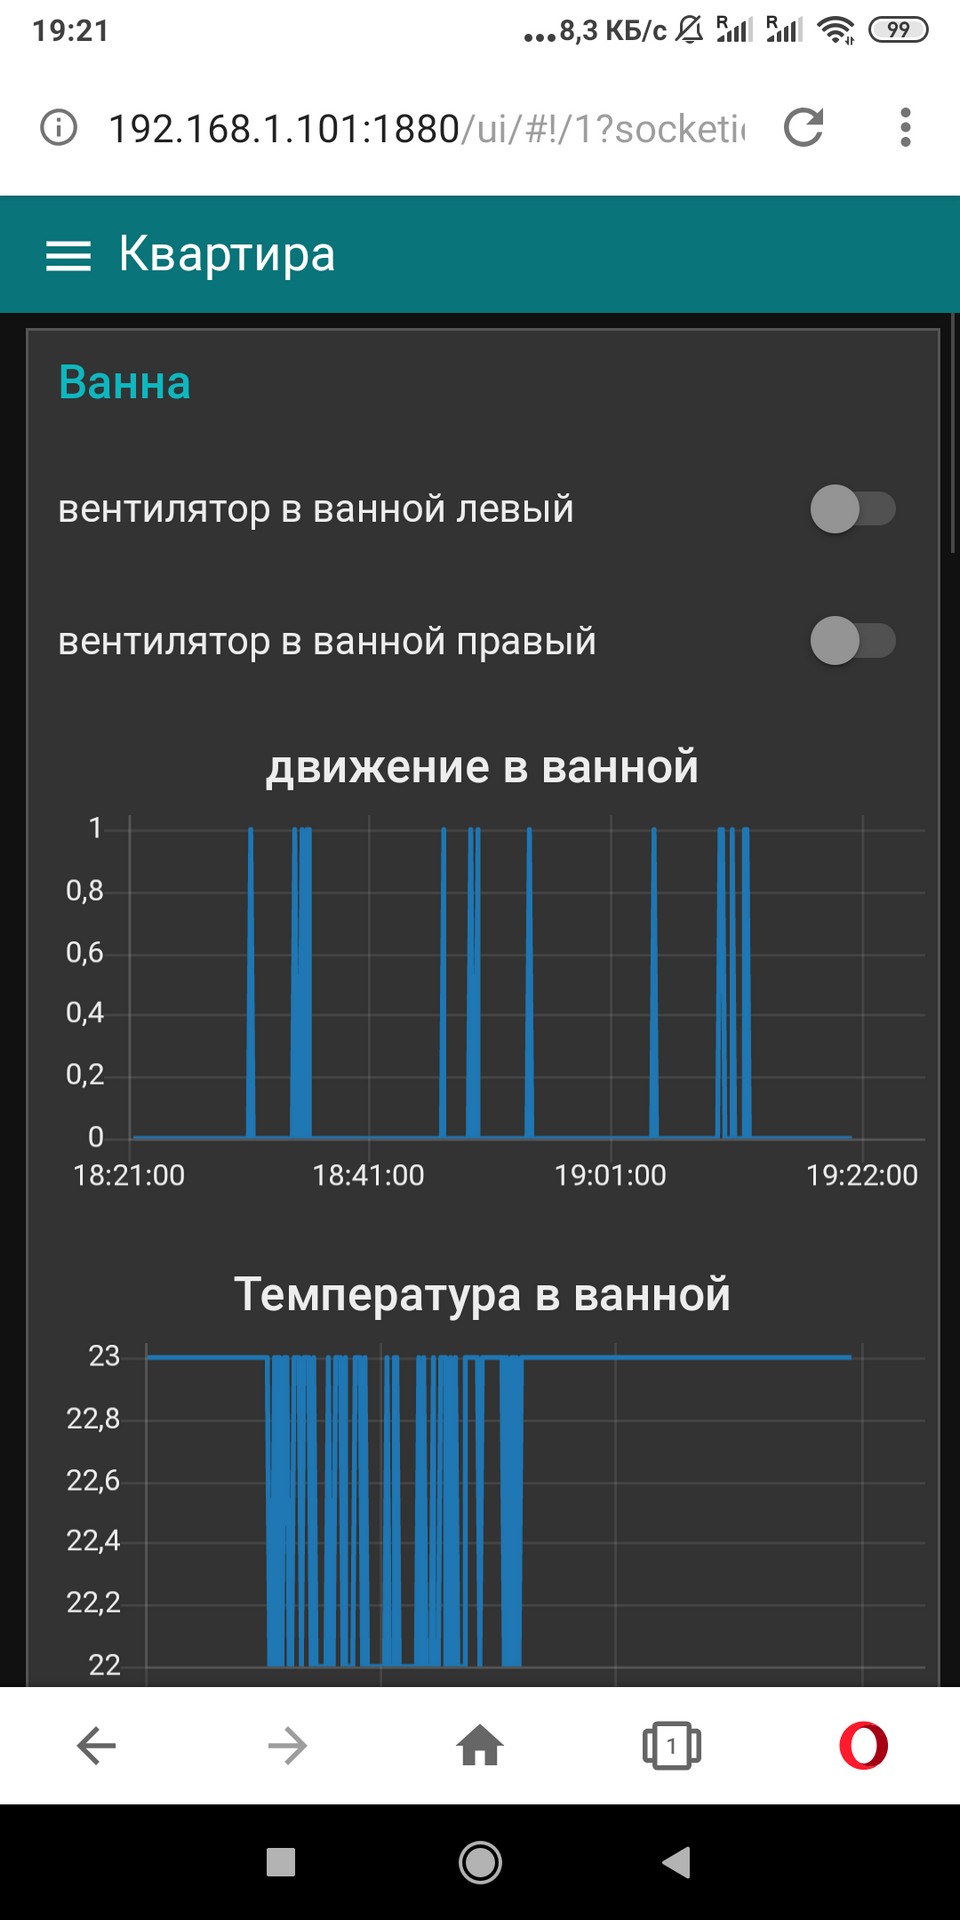 19:21
...8,3 КБ/с R R 99
192.168.1.101:1880/ui/#!/1?socketi
Квартира
Ванна
вентилятор в ванной левый
вентилятор в ванной правый
движение в ванной
1
0,8
0,6
0,4
0,2
0
18:21:00 18:41:00 19:01:00 19:22:00
Температура в ванной
23
22,8
22,6
22,4
22,2
22
1